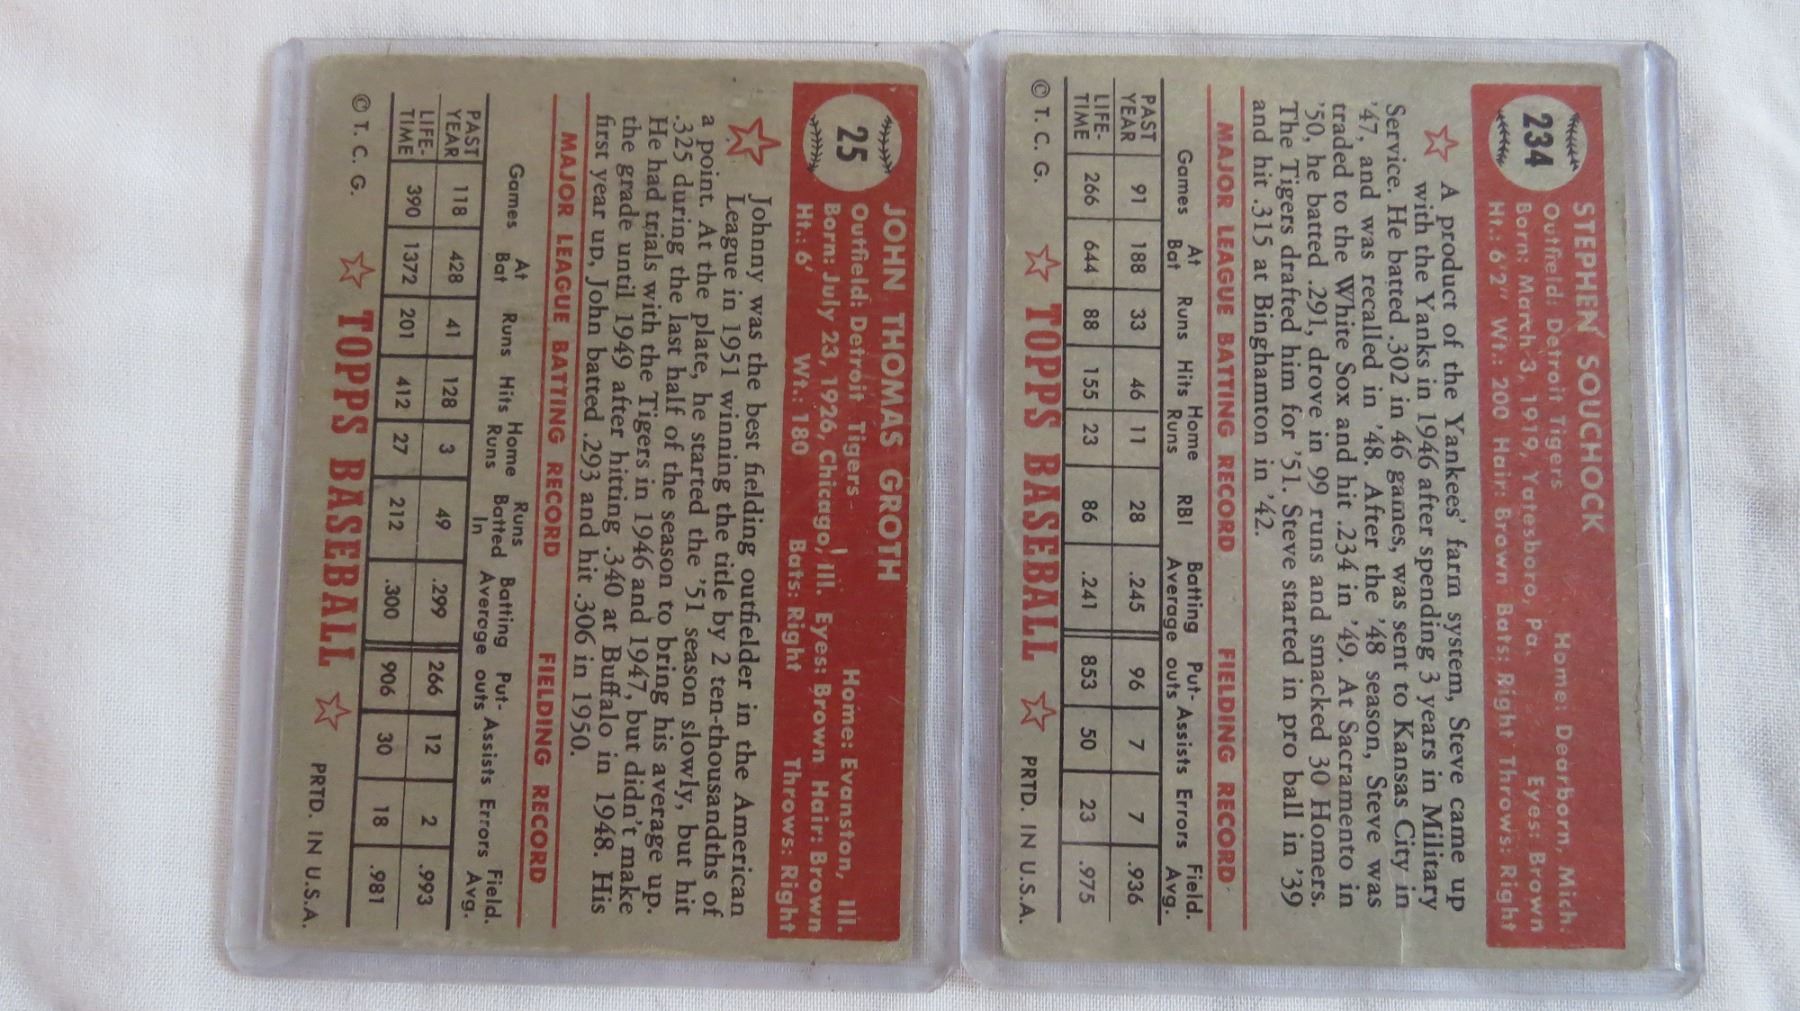 234
STEPHEN SOUCHOCK
Outfield: Detroit Tigers Home: Dearborn, Mich.
Born: March 3, 1919, Yatesboro, Pa. Eyes: Brown
Ht.: 6'2" Wt.: 200 Hair: Brown Bats: Right Throws: Right
A product of the Yankees' farm system, Steve came up
with the Yanks in 1946 after spending 3 years in Military
Service. He batted .302 in 46 games, was sent to Kansas City in
'47, and was recalled in '48. After the '48 season, Steve was
traded to the White Sox and hit .234 in '49. At Sacramento in
'50, he batted .291, drove in 99 runs and smacked 30 Homers.
The Tigers drafted him for '51. Steve started in pro ball in '39
and hit .315 at Binghamton in '42.
MAJOR LEAGUE BATTING RECORD FIELDING RECORD
Games At Bat Runs Hits Home Runs RBI Batting Average Put-outs Assists Errors Field. Avg.
PAST YEAR 91 188 33 46 11 28 .245 96 7 7 .936
LIFE-TIME 266 644 88 155 23 86 .241 853 50 23 .975
© T. C. G. TOPPS BASEBALL PRTD. IN U.S.A.
25
JOHN THOMAS GROTH
Outfield: Detroit Tigers Home: Evanston, Ill.
Born: July 23, 1926, Chicago, Ill. Eyes: Brown Hair: Brown
Ht.: 6' Wt.: 180 Bats: Right Throws: Right
Johnny was the best fielding outfielder in the American
League in 1951 winning the title by 2 ten-thousandths of
a point. At the plate, he started the '51 season slowly, but hit
.325 during the last half of the season to bring his average up.
He had trials with the Tigers in 1946 and 1947, but didn't make
the grade until 1949 after hitting .340 at Buffalo in 1948. His
first year up, John batted .293 and hit .306 in 1950.
MAJOR LEAGUE BATTING RECORD FIELDING RECORD
Games At Bat Runs Hits Home Runs Runs Batted In Batting Average Put-outs Assists Errors Field. Avg.
PAST YEAR 118 428 41 128 3 49 .299 266 12 2 .993
LIFE-TIME 390 1372 201 412 27 212 .300 906 30 18 .981
© T. C. G. TOPPS BASEBALL PRTD. IN U.S.A.